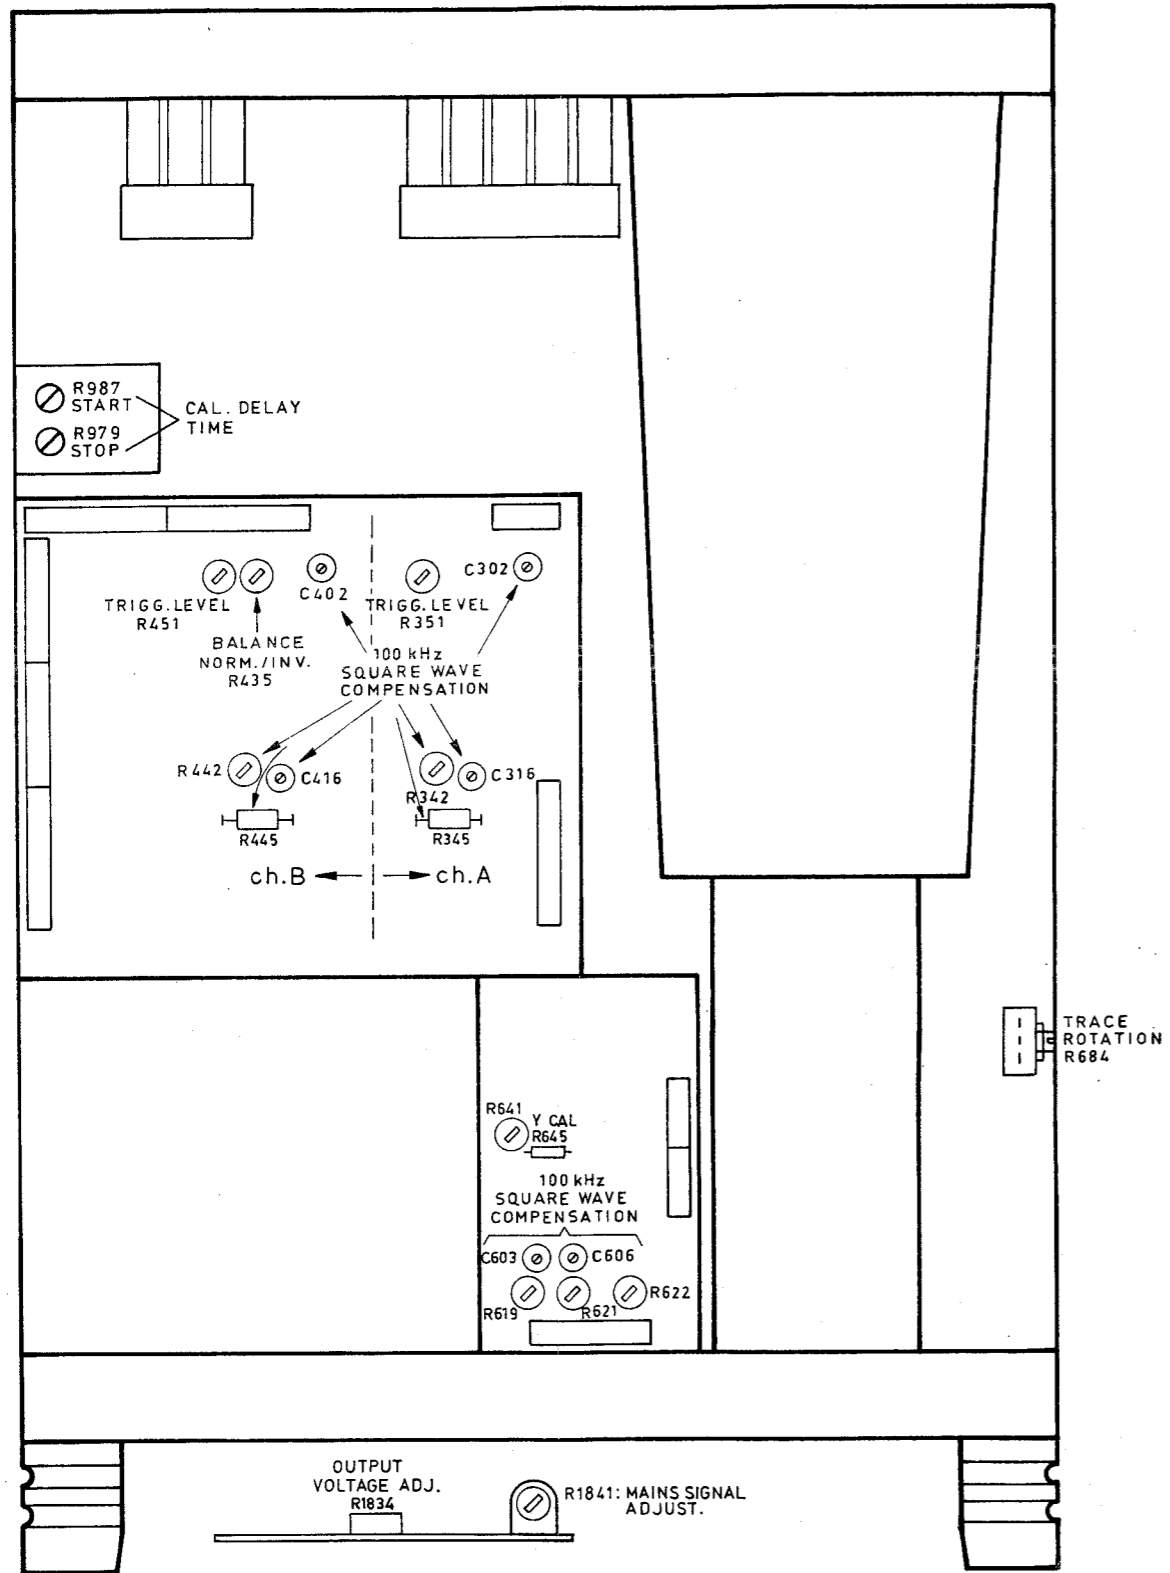 R987
START
CAL. DELAY
TIME
R979
STOP
C302
C402
TRIGG.LEVEL
R451
TRIGG.LEVEL
R351
BALANCE
NORM./INV.
R435
100 kHz
SQUARE WAVE
COMPENSATION
R442
C416
R342
C316
R445
R345
ch.B
ch.A
TRACE
ROTATION
R684
R641
Y CAL
R645
100 kHz
SQUARE WAVE
COMPENSATION
C603
C606
R619
R621
R622
OUTPUT
VOLTAGE ADJ.
R1834
R1841: MAINS SIGNAL
ADJUST.